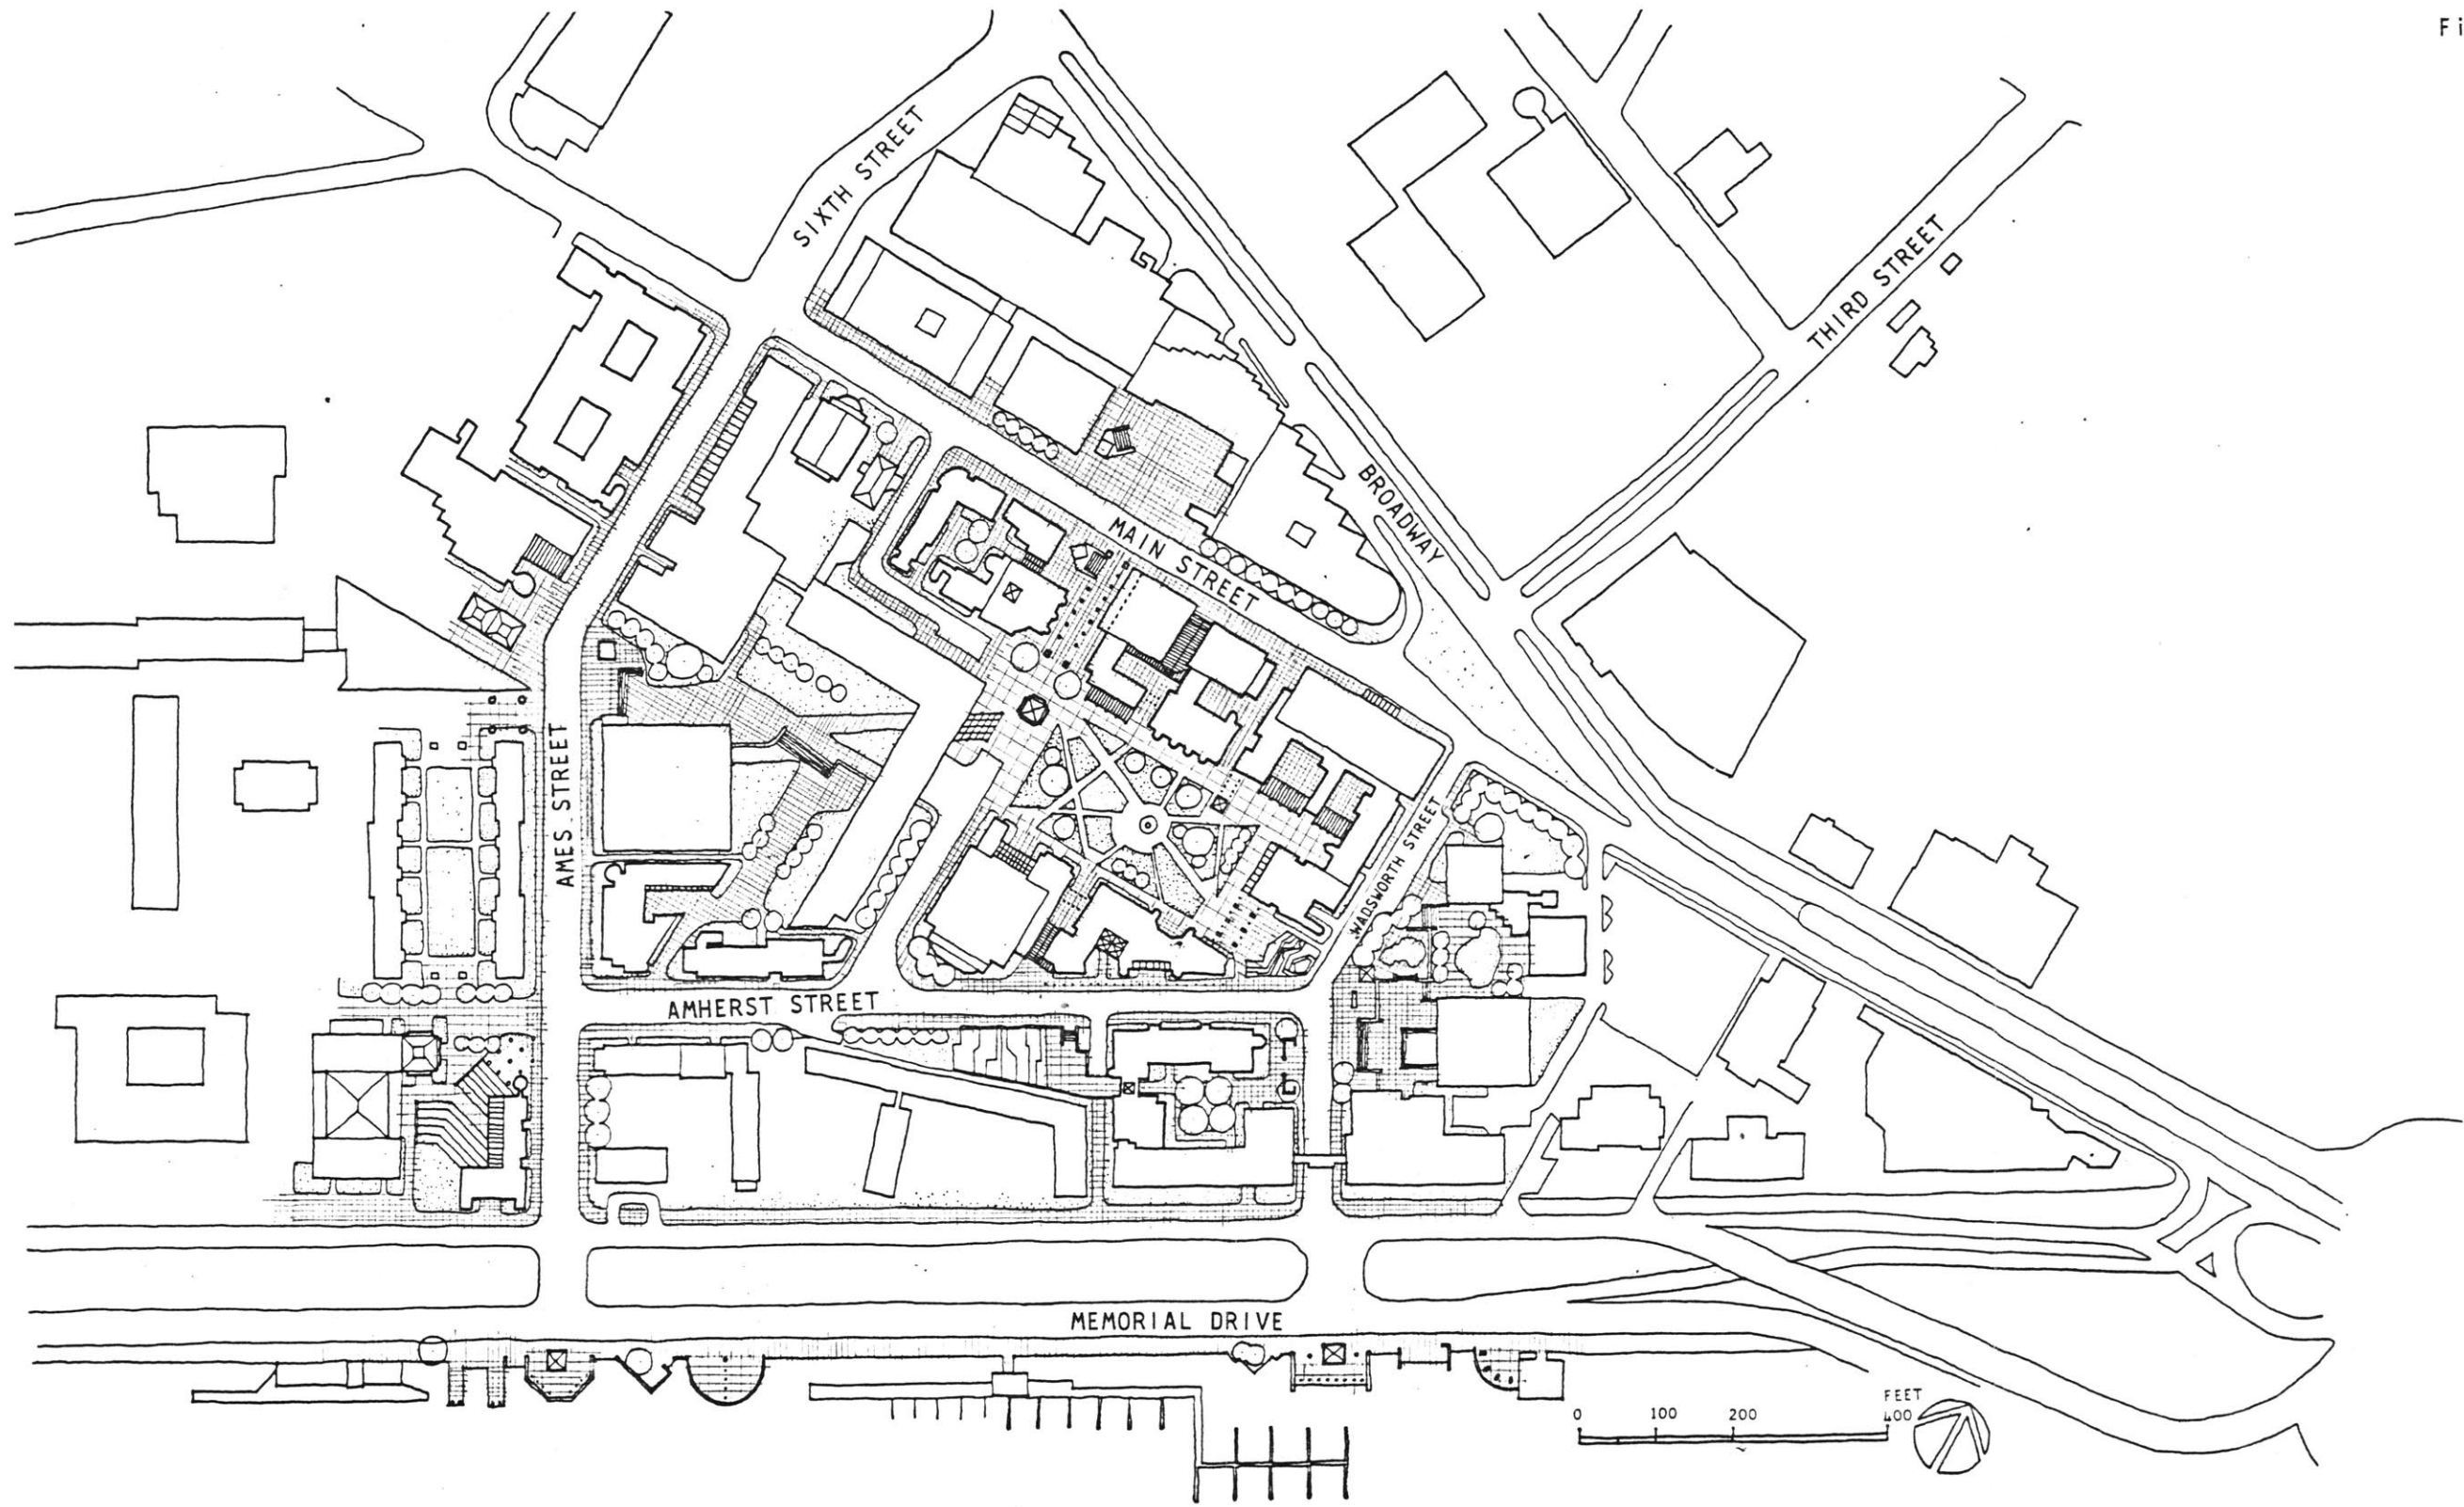 Fi
SIXTH STREET
THIRD STREET
BROADWAY
MAIN STREET
AMES STREET
WADSWORTH STREET
AMHERST STREET
MEMORIAL DRIVE
FEET
0 100 200 400